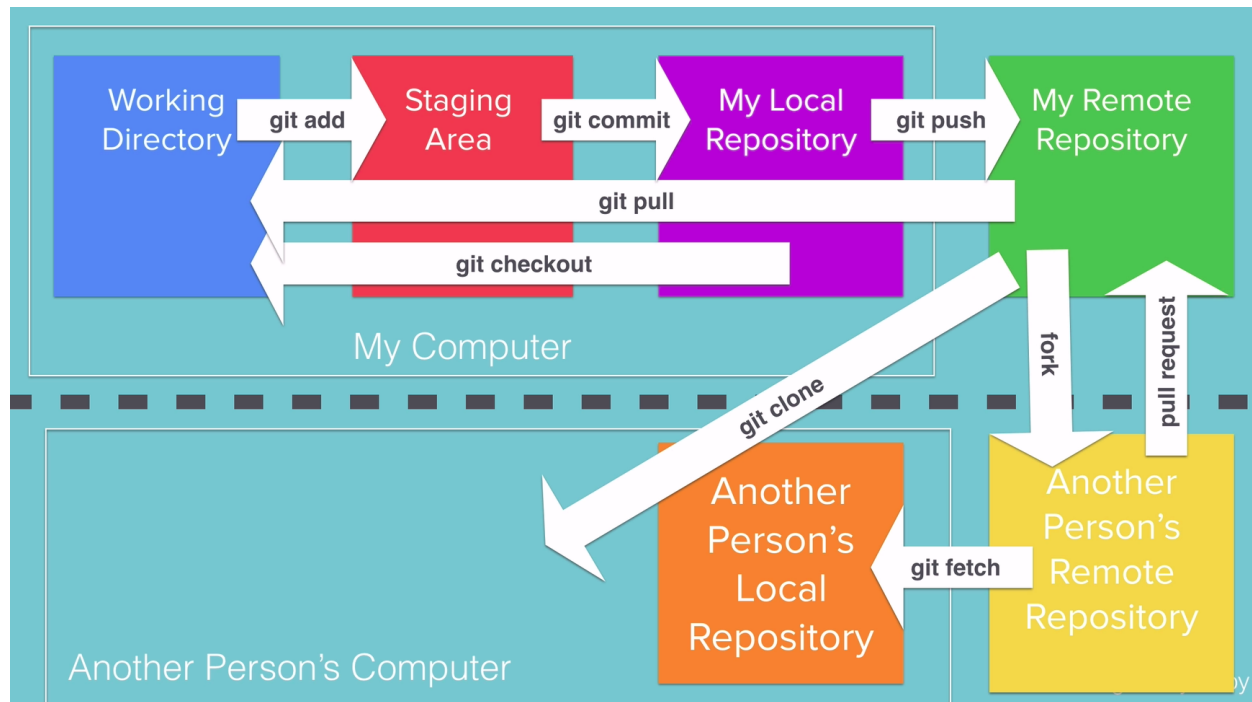 Working
Directory
git add
Staging
Area
git commit
My Local
Repository
git push
My Remote
Repository
git pull
git checkout
My Computer
git clone
fork
pull request
Another
Person's
Local
Repository
git fetch
Another
Person's
Remote
Repository
Another Person's Computer